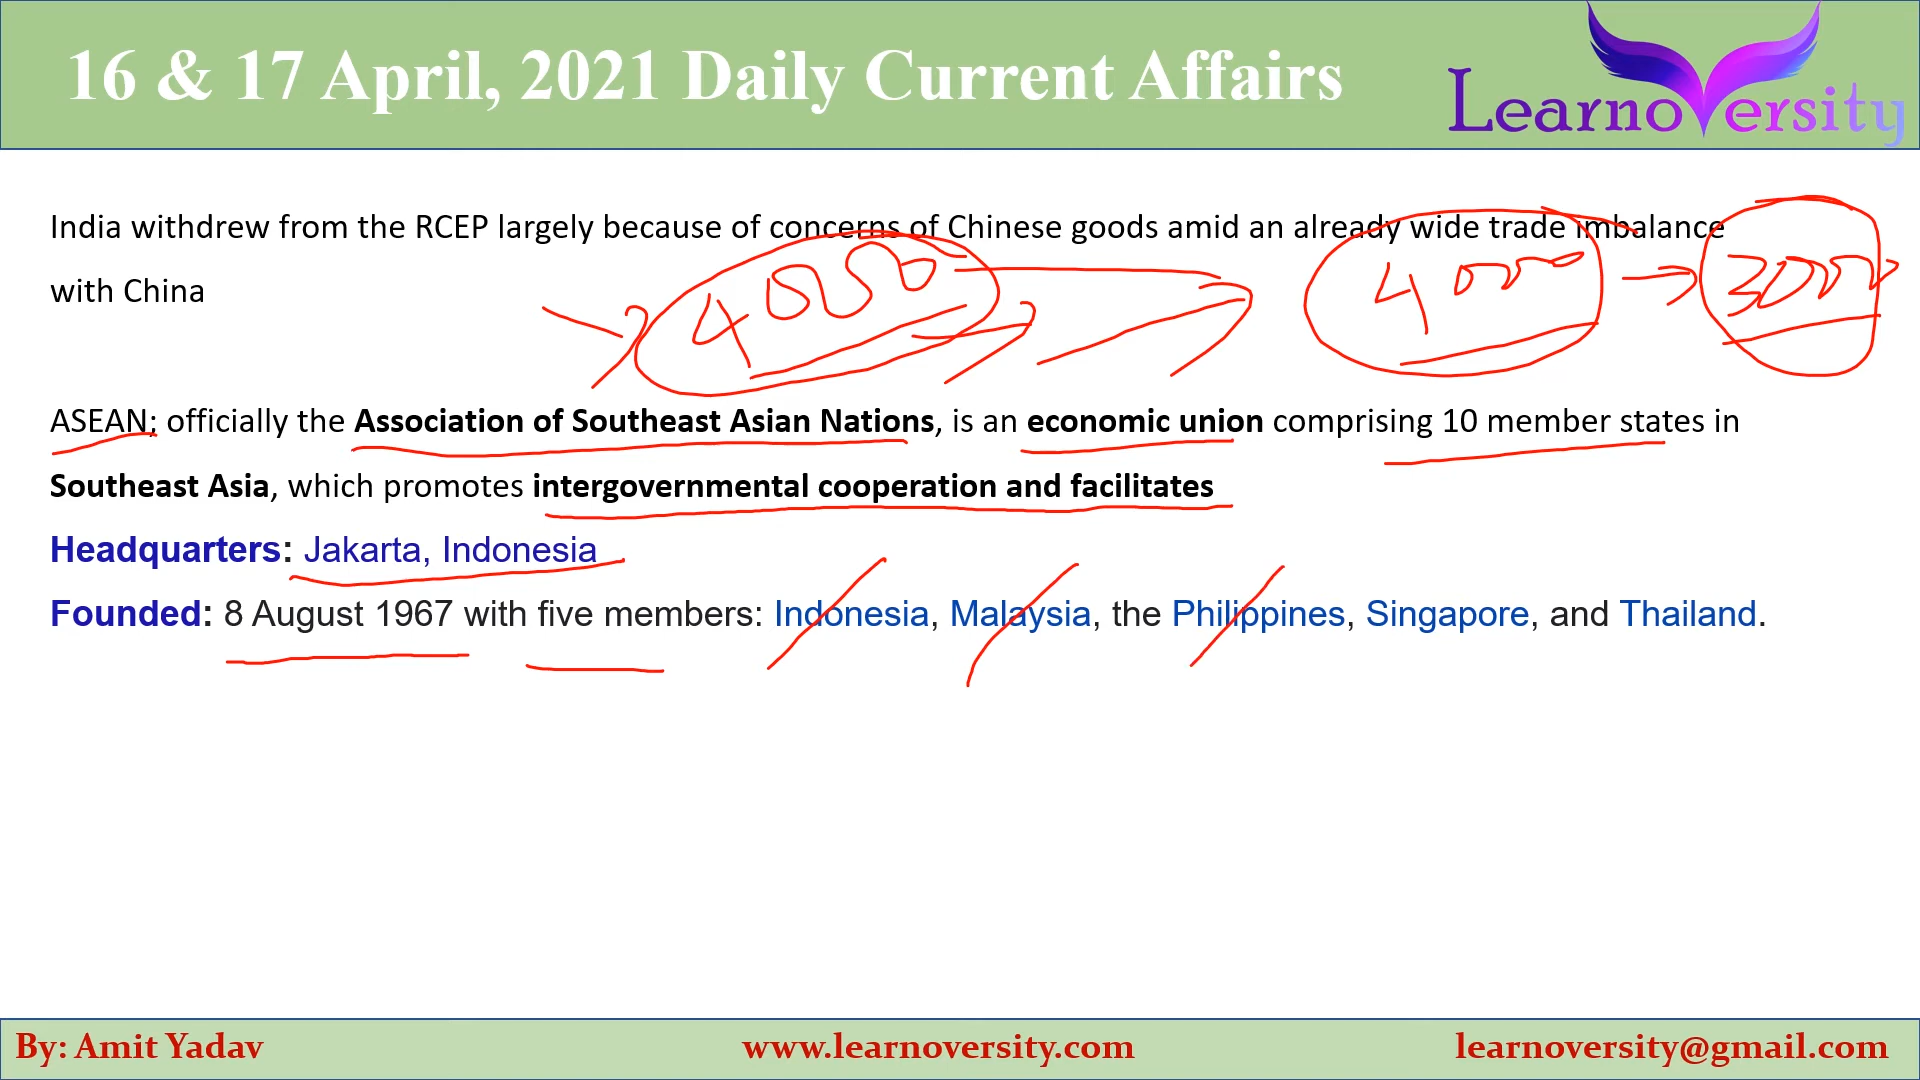 16 & 17 April, 2021 Daily Current Affairs
LearnoVersity
India withdrew from the RCEP largely because of concerns of Chinese goods amid an already wide trade imbalance
with China
4000
4000
3000
ASEAN; officially the Association of Southeast Asian Nations, is an economic union comprising 10 member states in
Southeast Asia, which promotes intergovernmental cooperation and facilitates
Headquarters: Jakarta, Indonesia
Founded: 8 August 1967 with five members: Indonesia, Malaysia, the Philippines, Singapore, and Thailand.
By: Amit Yadav
www.learnoversity.com
learnoversity@gmail.com